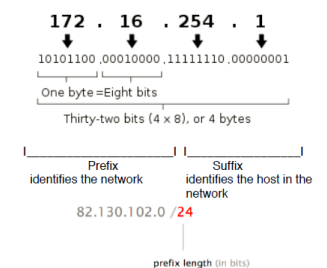 172 . 16 . 254 . 1
10101100 .00010000 .11111110 .00000001
One byte =Eight bits
Thirty-two bits (4 × 8), or 4 bytes
Prefix
identifies the network
Suffix
identifies the host in the
network
82.130.102.0 /24
prefix length (in bits)